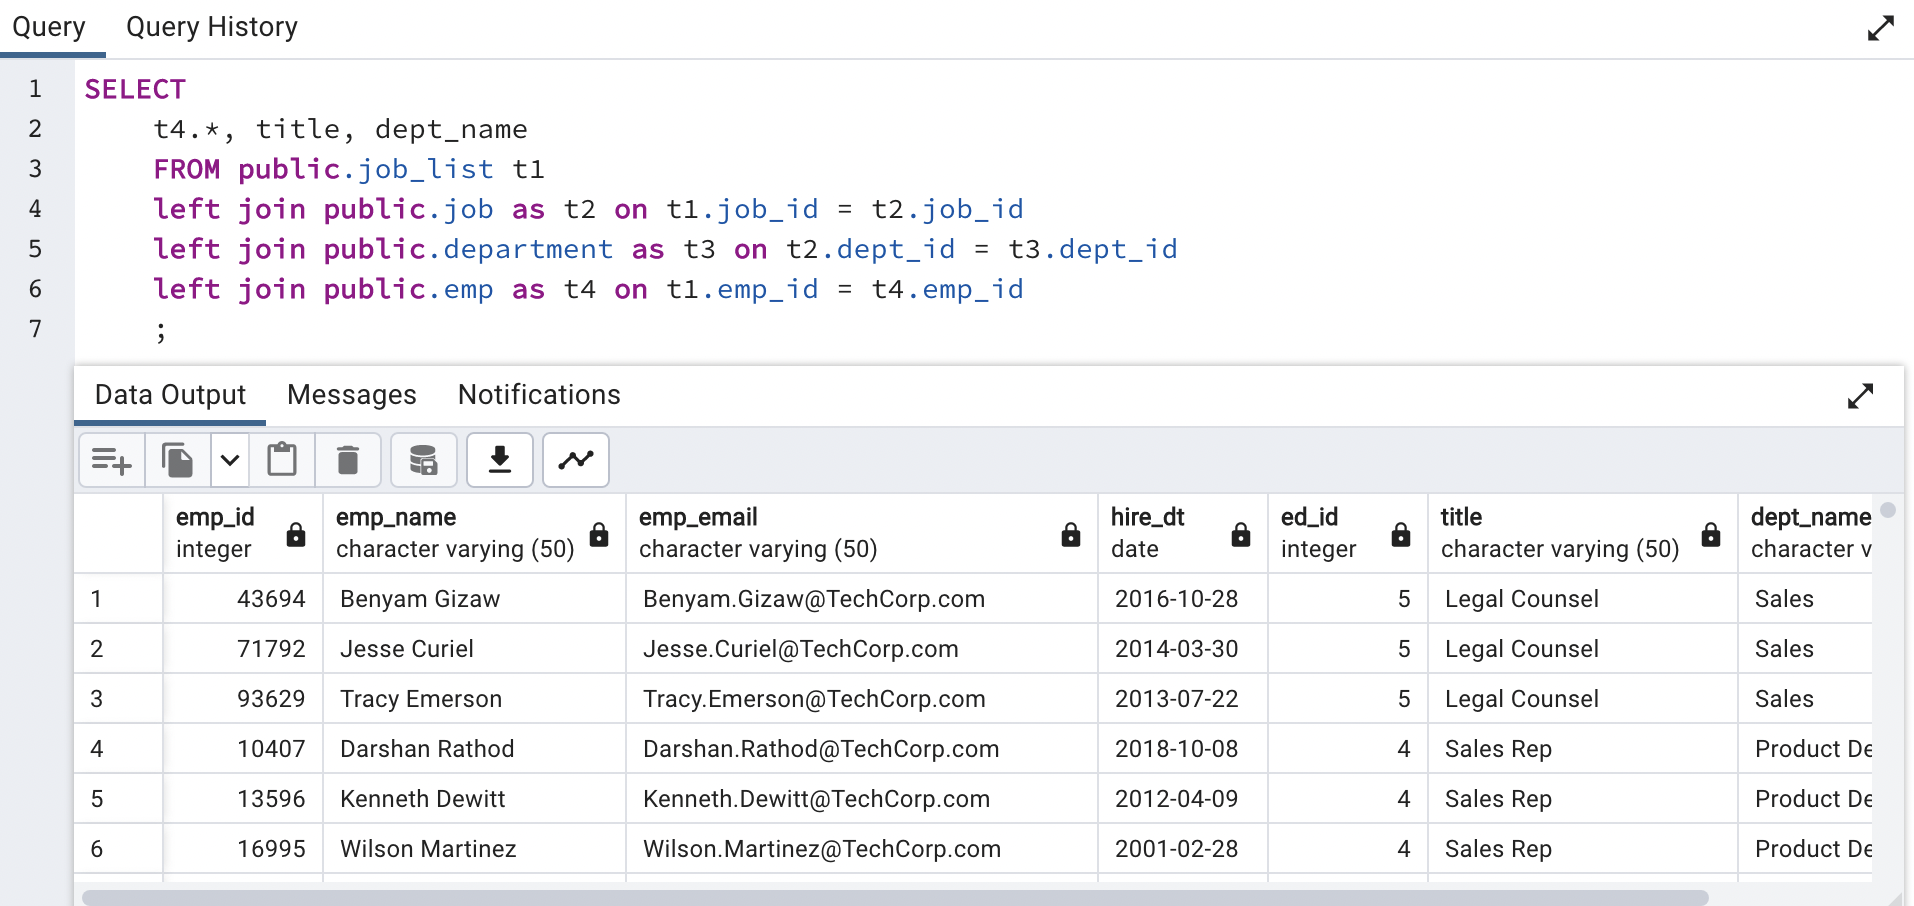 Query Query History
1 SELECT
2 t4.*, title, dept_name
3 FROM public.job_list t1
4 left join public.job as t2 on t1.job_id = t2.job_id
5 left join public.department as t3 on t2.dept_id = t3.dept_id
6 left join public.emp as t4 on t1.emp_id = t4.emp_id
7 ;
Data Output Messages Notifications
emp_id emp_name emp_email hire_dt ed_id title dept_name
integer character varying (50) character varying (50) date integer character varying (50) character v
1 43694 Benyam Gizaw Benyam.Gizaw@TechCorp.com 2016-10-28 5 Legal Counsel Sales
2 71792 Jesse Curiel Jesse.Curiel@TechCorp.com 2014-03-30 5 Legal Counsel Sales
3 93629 Tracy Emerson Tracy.Emerson@TechCorp.com 2013-07-22 5 Legal Counsel Sales
4 10407 Darshan Rathod Darshan.Rathod@TechCorp.com 2018-10-08 4 Sales Rep Product De
5 13596 Kenneth Dewitt Kenneth.Dewitt@TechCorp.com 2012-04-09 4 Sales Rep Product De
6 16995 Wilson Martinez Wilson.Martinez@TechCorp.com 2001-02-28 4 Sales Rep Product De